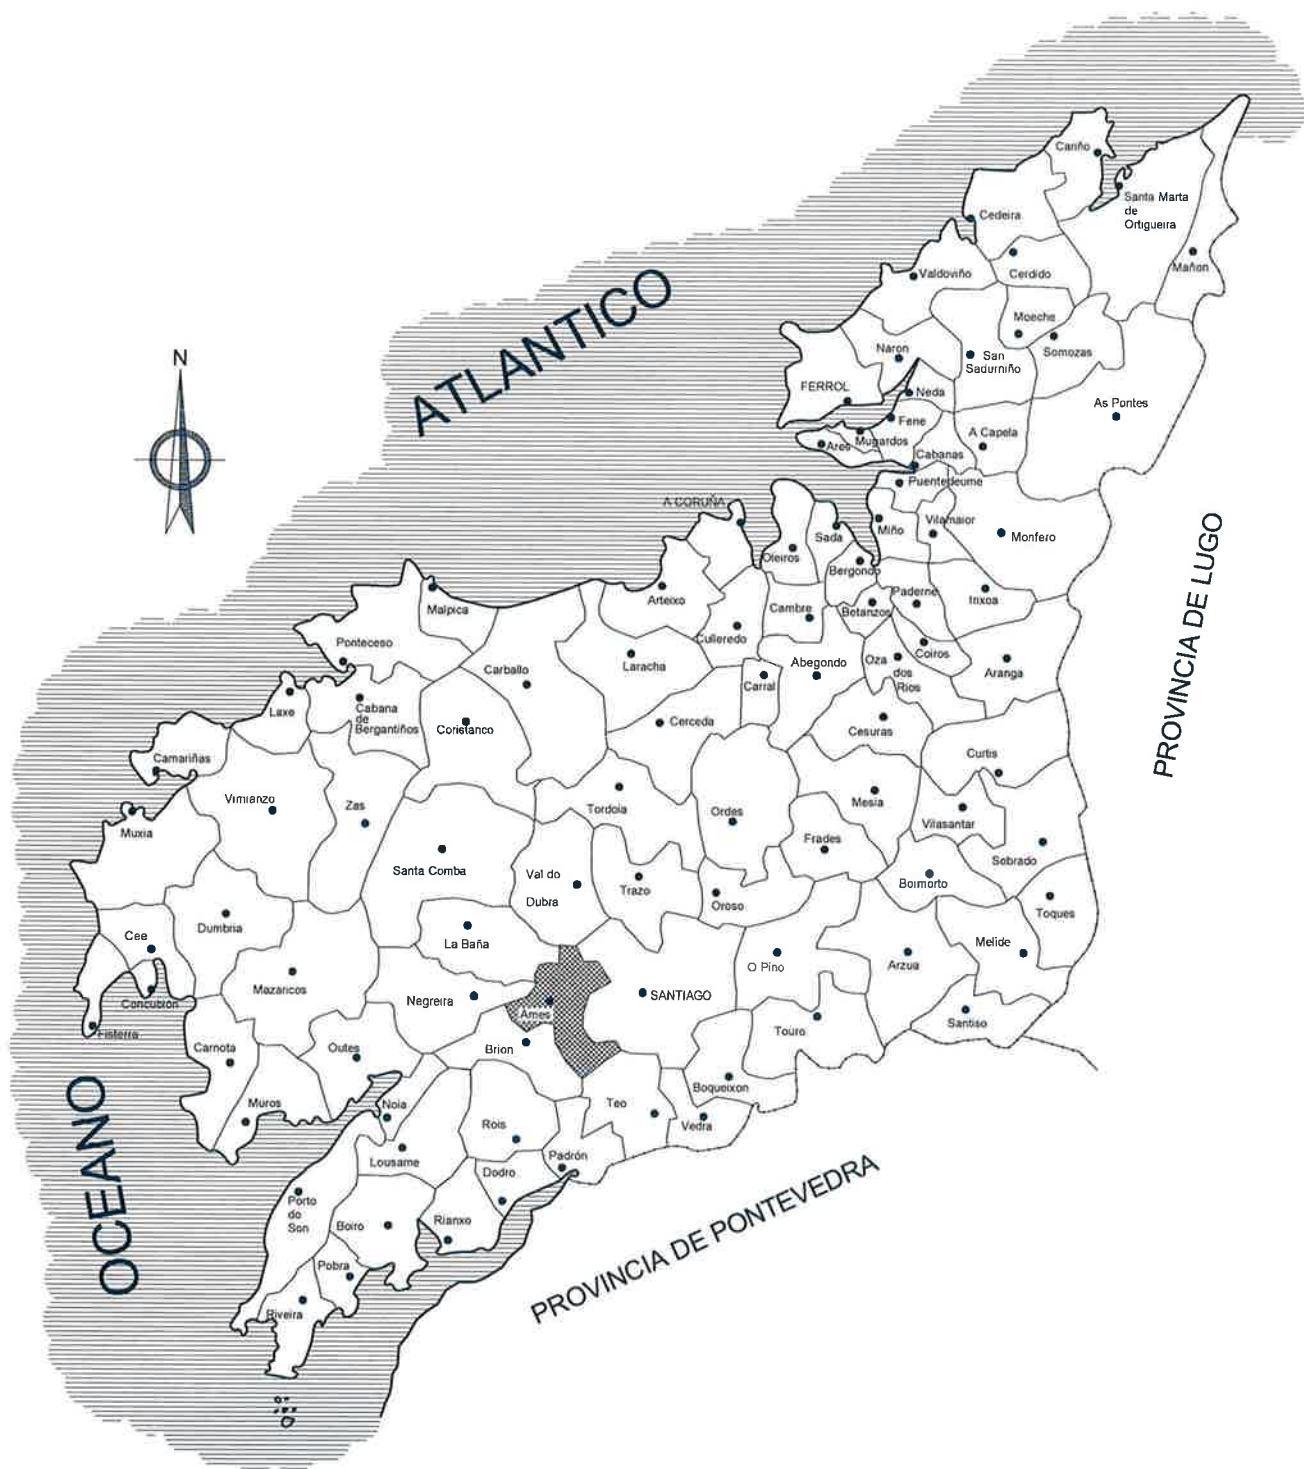 Cariño
Santa Marta
de
Ortigueira
Cedeira
Mañon
Valdoviño
Cerdido
ATLANTICO
Moeche
Somozas
N
Naron
San
Sadurniño
FERROL
Neda
As Pontes
Fene
Ares
Mugardos
A Capela
Cabanas
Puentedeume
A CORUÑA
Miño
Vilamaior
Sada
Monfero
Oleiros
Bergondo
PROVINCIA DE LUGO
Malpica
Arteixo
Cambre
Betanzos
Paderne
Irixoa
Ponteceso
Culleredo
Carballo
Laracha
Abegondo
Oza
dos
Rios
Coiros
Aranga
Carral
Laxe
Cabana
de
Bergantiños
Coristanco
Cerceda
Cesuras
Camariñas
Curtis
Vimianzo
Zas
Tordoia
Ordes
Mesia
Vilasantar
Muxia
Frades
Sobrado
Santa Comba
Val do
Dubra
Trazo
Oroso
Boimorto
Toques
Dumbria
Cee
La Baña
Melide
O Pino
Arzua
Mazaricos
Negreira
SANTIAGO
Concubion
Ames
Santiso
Fisterra
Touro
Carnota
Outes
Brion
Boqueixon
OCEANO
Muros
Noia
Teo
Vedra
Rois
Lousame
Padrón
Dodro
Porto
do
Son
Boiro
Rianxo
PROVINCIA DE PONTEVEDRA
Pobra
Riveira